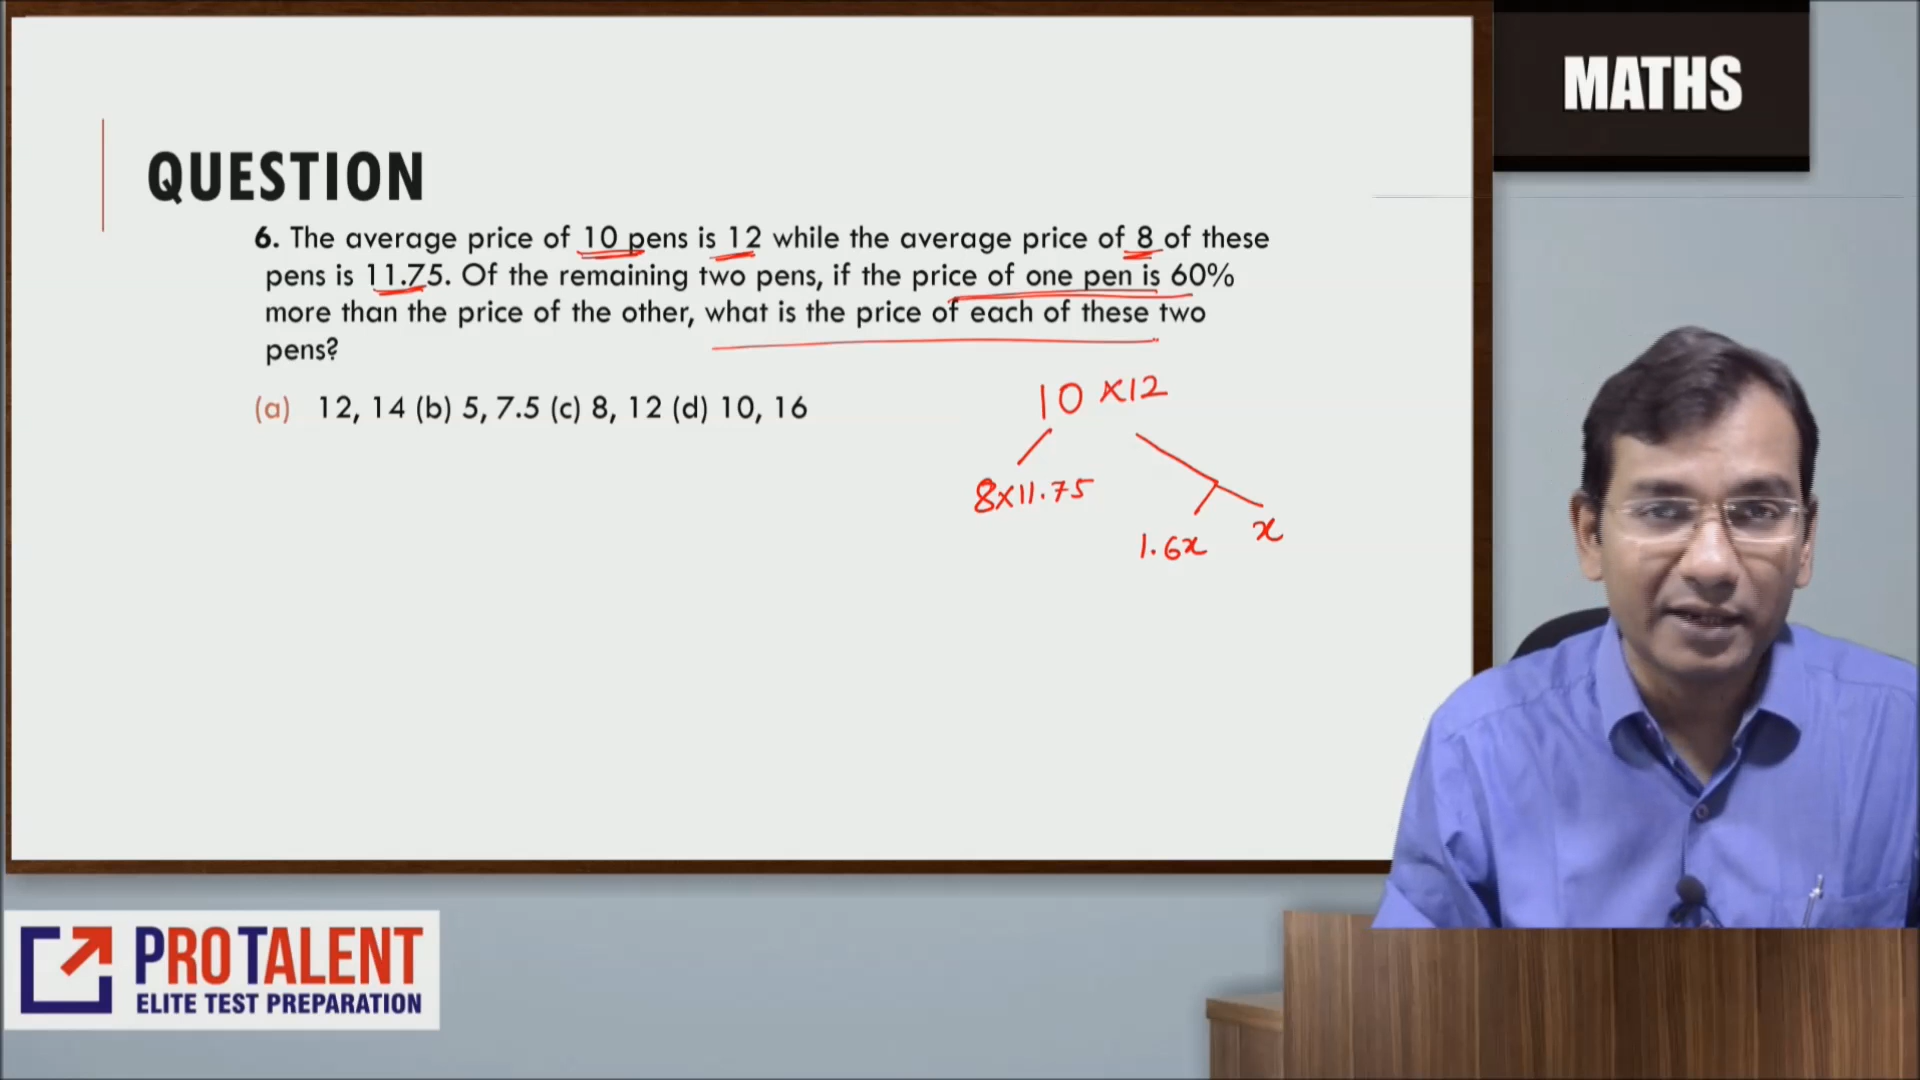 MATHS
QUESTION
6. The average price of 10 pens is 12 while the average price of 8 of these
pens is 11.75. Of the remaining two pens, if the price of one pen is 60%
more than the price of the other, what is the price of each of these two
pens?
(a) 12, 14 (b) 5, 7.5 (c) 8, 12 (d) 10, 16
10 ×12
8×11.75
1.6x x
PROTALENT
ELITE TEST PREPARATION